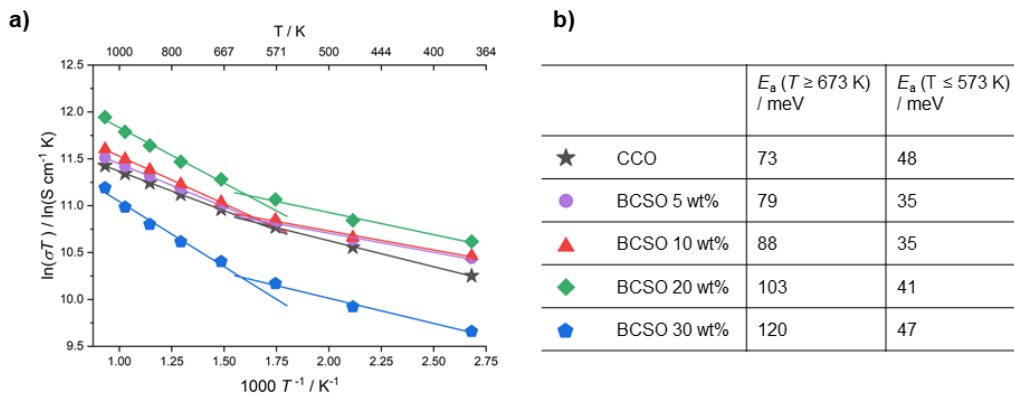 a)
T / K
1000 800 667 571 500 444 400 364
12.5
12.0
11.5
11.0
10.5
10.0
9.5
ln(σT) / ln(S cm⁻¹ K)
1.00 1.25 1.50 1.75 2.00 2.25 2.50 2.75
1000 T⁻¹ / K⁻¹
b)
Eₐ (T ≥ 673 K) / meV Eₐ (T ≤ 573 K) / meV
CCO 73 48
BCSO 5 wt% 79 35
BCSO 10 wt% 88 35
BCSO 20 wt% 103 41
BCSO 30 wt% 120 47